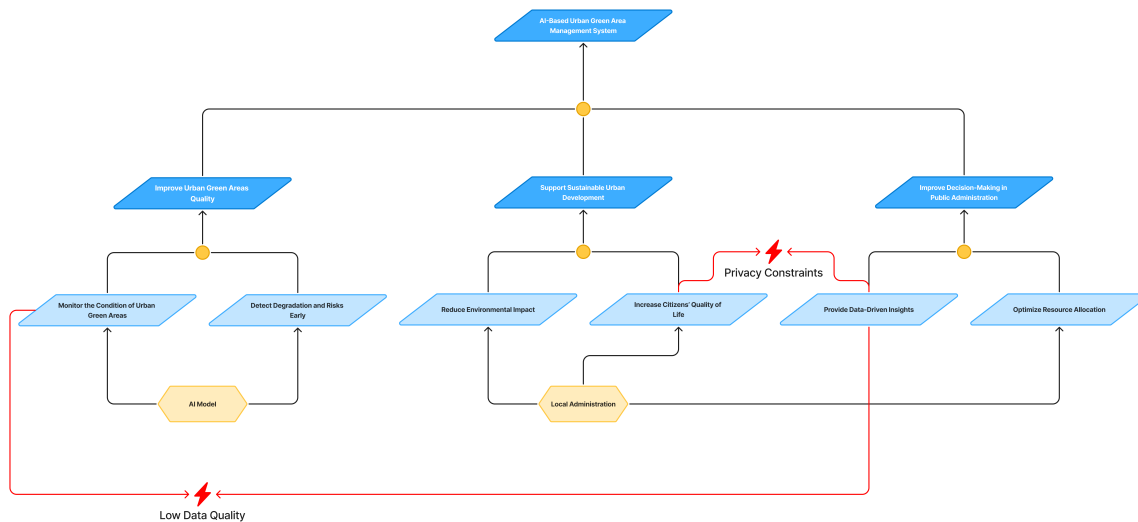 AI-Based Urban Green Area
Management System
Improve Urban Green Areas
Quality
Support Sustainable Urban
Development
Improve Decision-Making in
Public Administration
Privacy Constraints
Monitor the Condition of Urban
Green Areas
Detect Degradation and Risks
Early
Reduce Environmental Impact
Increase Citizens' Quality of
Life
Provide Data-Driven Insights
Optimize Resource Allocation
AI Model
Local Administration
Low Data Quality